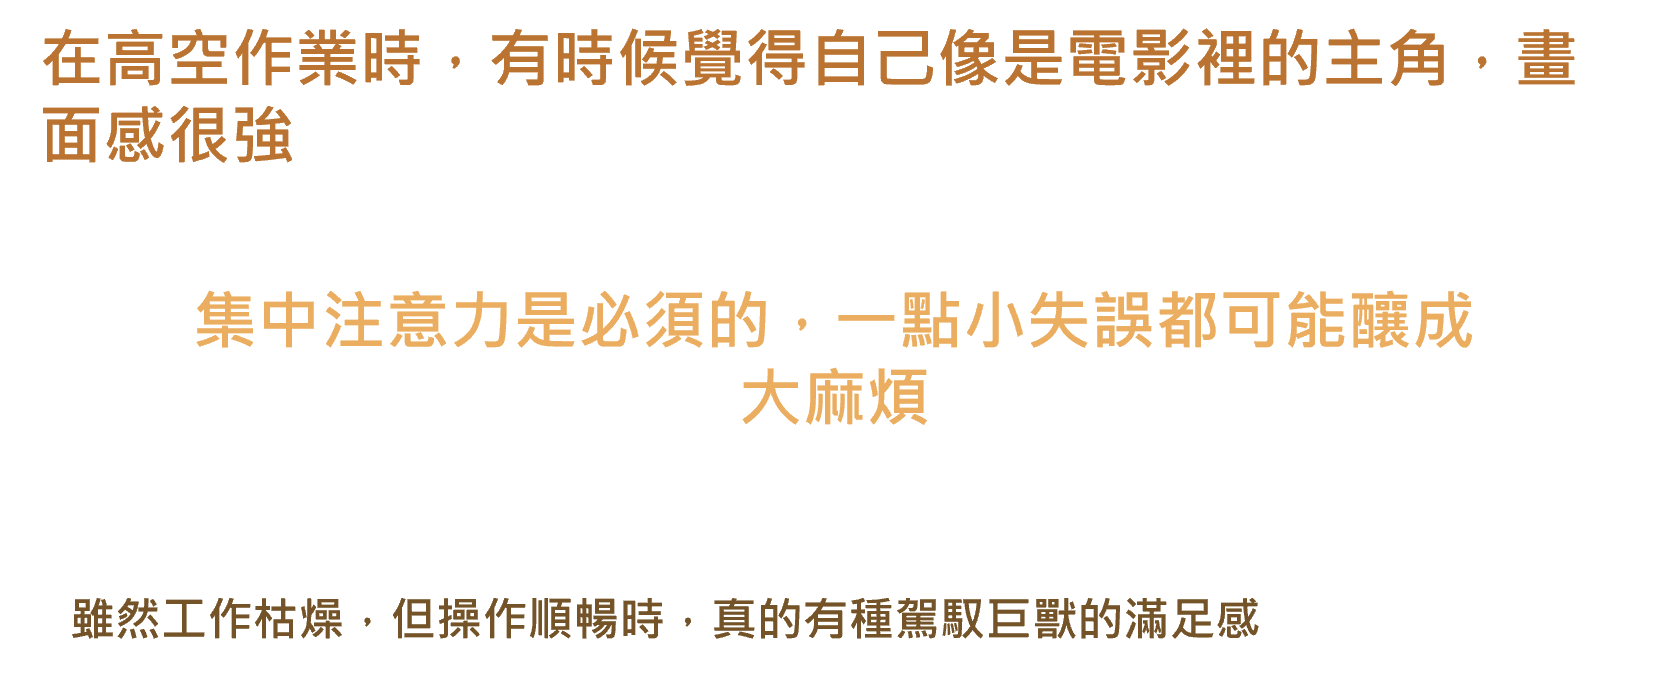 在高空作業時，有時候覺得自己像是電影裡的主角，畫
面感很強
集中注意力是必須的，一點小失誤都可能釀成
大麻煩
雖然工作枯燥，但操作順暢時，真的有種駕馭巨獸的滿足感